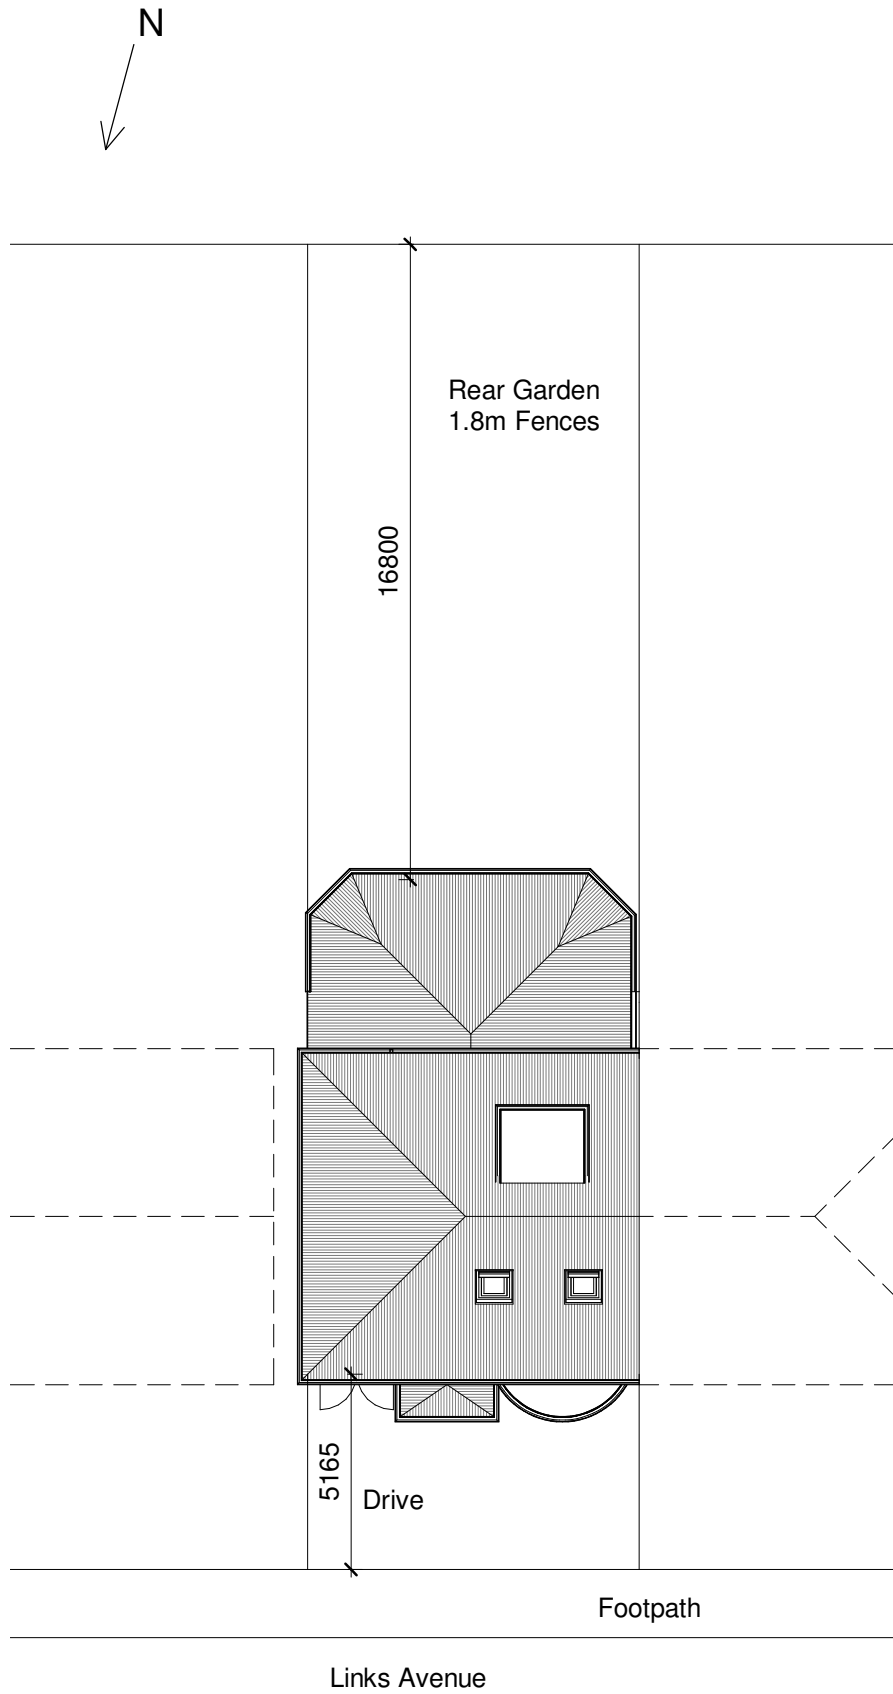 N
Rear Garden
1.8m Fences
16800
5165
Drive
Footpath
Links Avenue